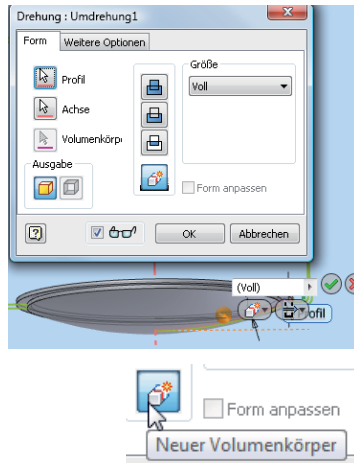 Drehung : Umdrehung1
Form
Weitere Optionen
Profil
Achse
Volumenkörp
Ausgabe
Größe
Voll
Form anpassen
OK
Abbrechen
(Voll)
ofil
Form anpassen
Neuer Volumenkörper